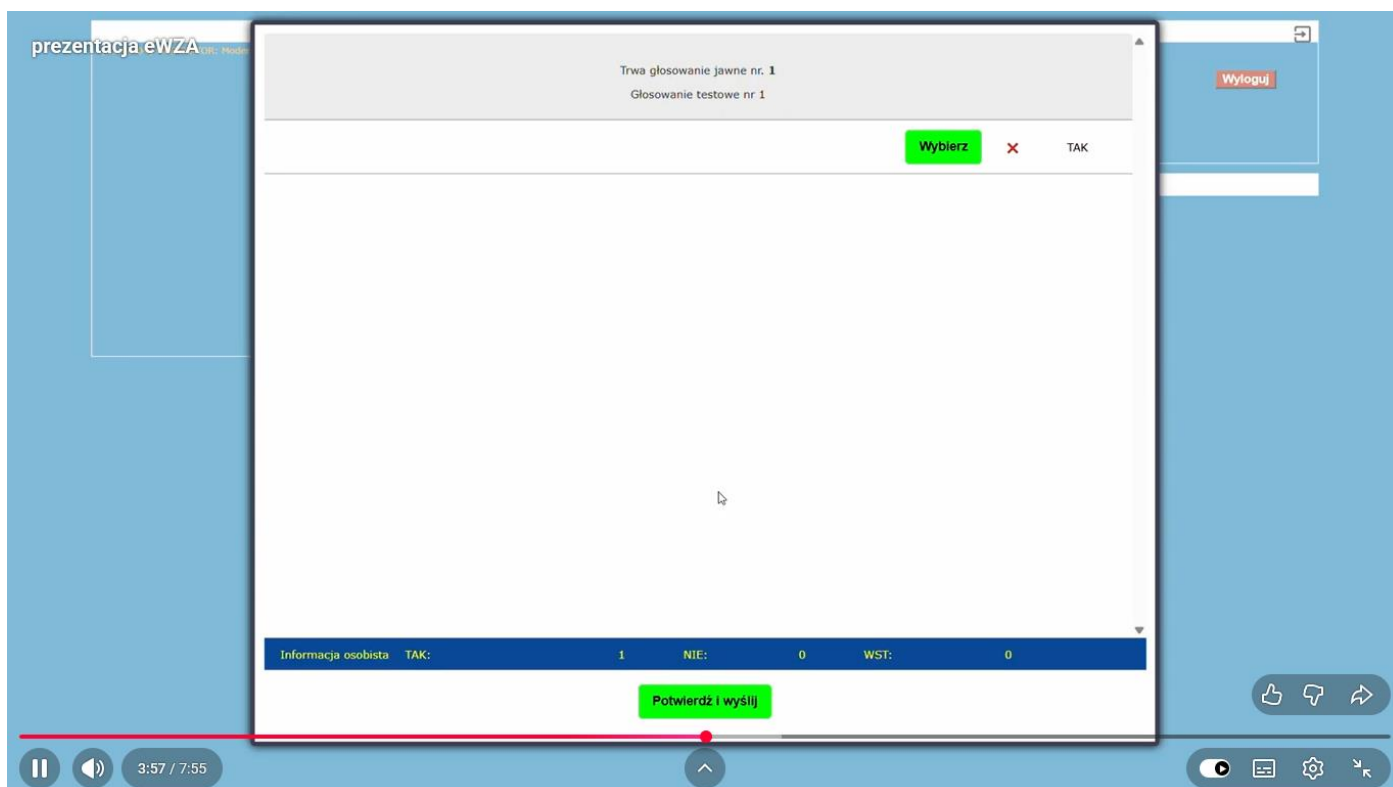 prezentacja eWZA
Wyloguj
Trwa głosowanie jawne nr. 1
Głosowanie testowe nr 1
Wybierz TAK
Informacja osobista TAK: 1 NIE: 0 WST: 0
Potwierdź i wyślij
3:57 / 7:55